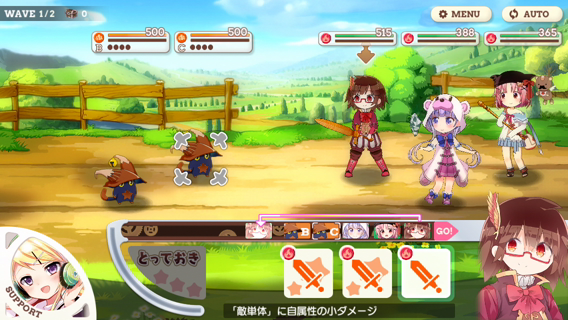 WAVE 1/2 0
MENU
AUTO
500
B
500
C
515
388
365
B C GO!
とっておき
SUPPORT
「敵単体」に自属性の小ダメージ